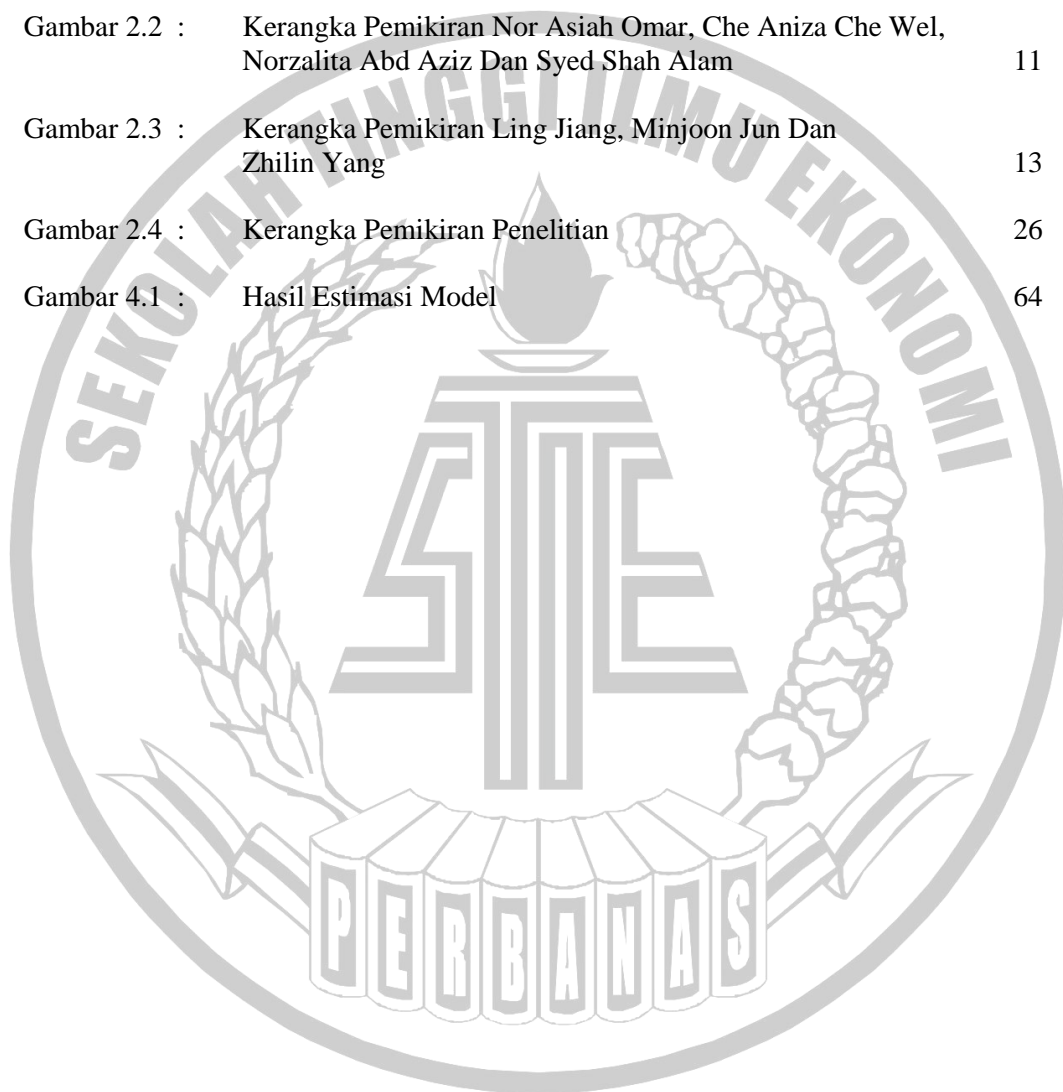 Gambar 2.2 : Kerangka Pemikiran Nor Asiah Omar, Che Aniza Che Wel,
Norzalita Abd Aziz Dan Syed Shah Alam 11
Gambar 2.3 : Kerangka Pemikiran Ling Jiang, Minjoon Jun Dan
Zhilin Yang 13
Gambar 2.4 : Kerangka Pemikiran Penelitian 26
Gambar 4.1 : Hasil Estimasi Model 64
SEKOLAH TINGGI ILMU EKONOMI
STIE
PERBANAS